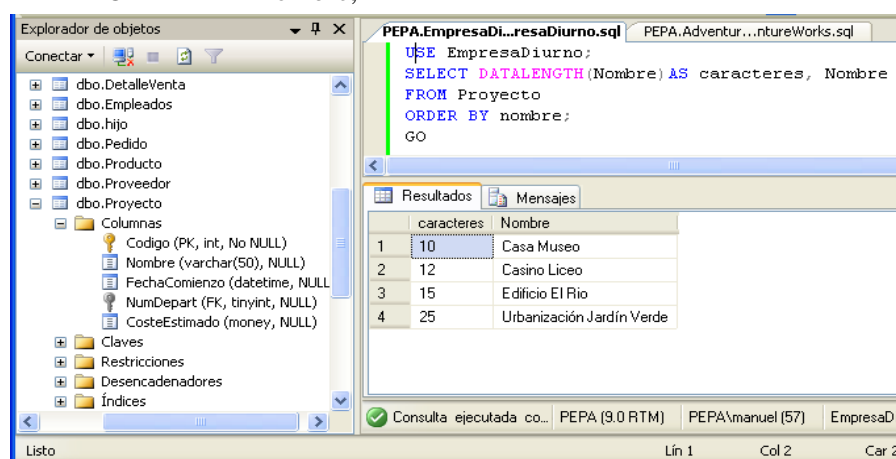 Explorador de objetos
Conectar
dbo.DetalleVenta
dbo.Empleados
dbo.hijo
dbo.Pedido
dbo.Producto
dbo.Proveedor
dbo.Proyecto
Columnas
Codigo (PK, int, No NULL)
Nombre (varchar(50), NULL)
FechaComienzo (datetime, NULL
NumDepart (FK, tinyint, NULL)
CosteEstimado (money, NULL)
Claves
Restricciones
Desencadenadores
Índices
PEPA.EmpresaDi...resaDiurno.sql PEPA.Adventur...ntureWorks.sql
USE EmpresaDiurno;
SELECT DATALENGTH(Nombre)AS caracteres, Nombre
FROM Proyecto
ORDER BY nombre;
GO
Resultados Mensajes
caracteres Nombre
1 10 Casa Museo
2 12 Casino Liceo
3 15 Edificio El Rio
4 25 Urbanización Jardín Verde
Consulta ejecutada co... PEPA (9.0 RTM) PEPA\manuel (57) EmpresaD
Listo Lín 1 Col 2 Car 2